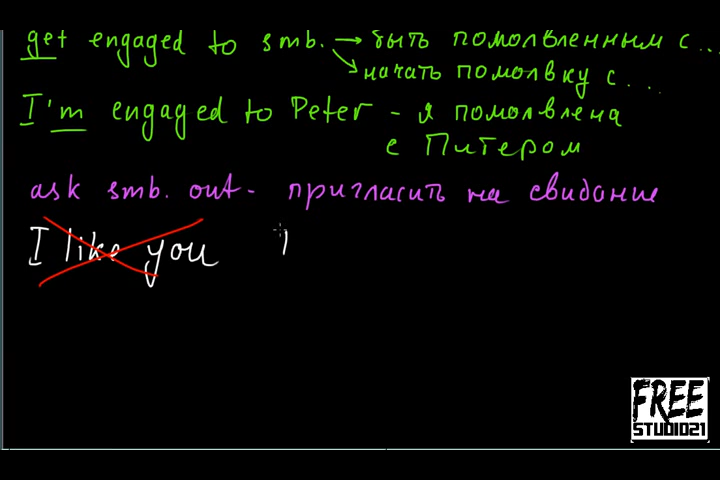 get engaged to smb. → быть помолвленным с ...
начать помолвку с ....
I'm engaged to Peter - я помолвлена
с Питером
ask smb. out - пригласить на свидание
I like you I
FREE
STUDIO21